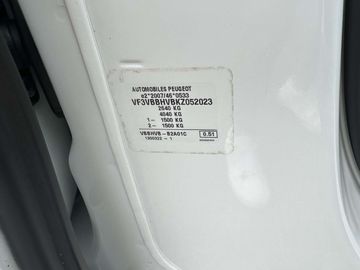 AUTOMOBILES PEUGEOT
e2*2007/46*0533
VF3VBBHVBKZ052023
2640 KG
4040 KG
1- 1500 KG
2- 1500 KG
VBBHVB - B2A01C 0.51